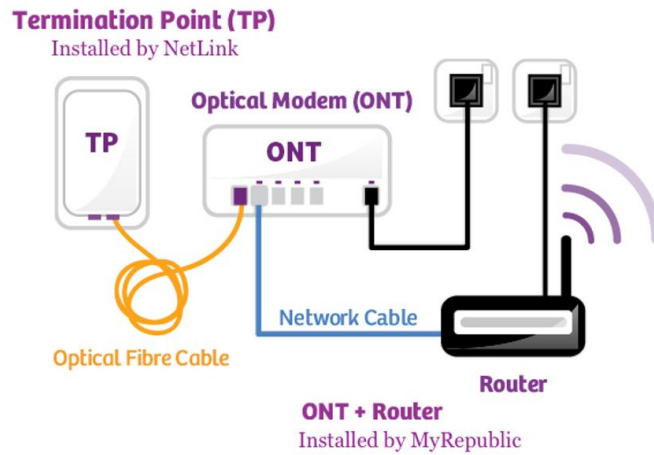 Termination Point (TP)
Installed by NetLink
Optical Modem (ONT)
TP
ONT
Network Cable
Optical Fibre Cable
Router
ONT + Router
Installed by MyRepublic